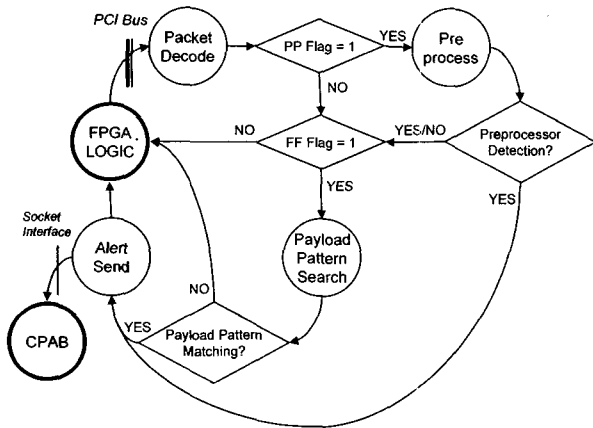 PCI Bus
Packet
Decode
PP Flag = 1
YES
Pre
process
NO
FPGA
LOGIC
NO
FF Flag = 1
YES/NO
Preprocessor
Detection?
YES
YES
Socket
Interface
Alert
Send
Payload
Pattern
Search
NO
CPAB
YES
Payload Pattern
Matching?